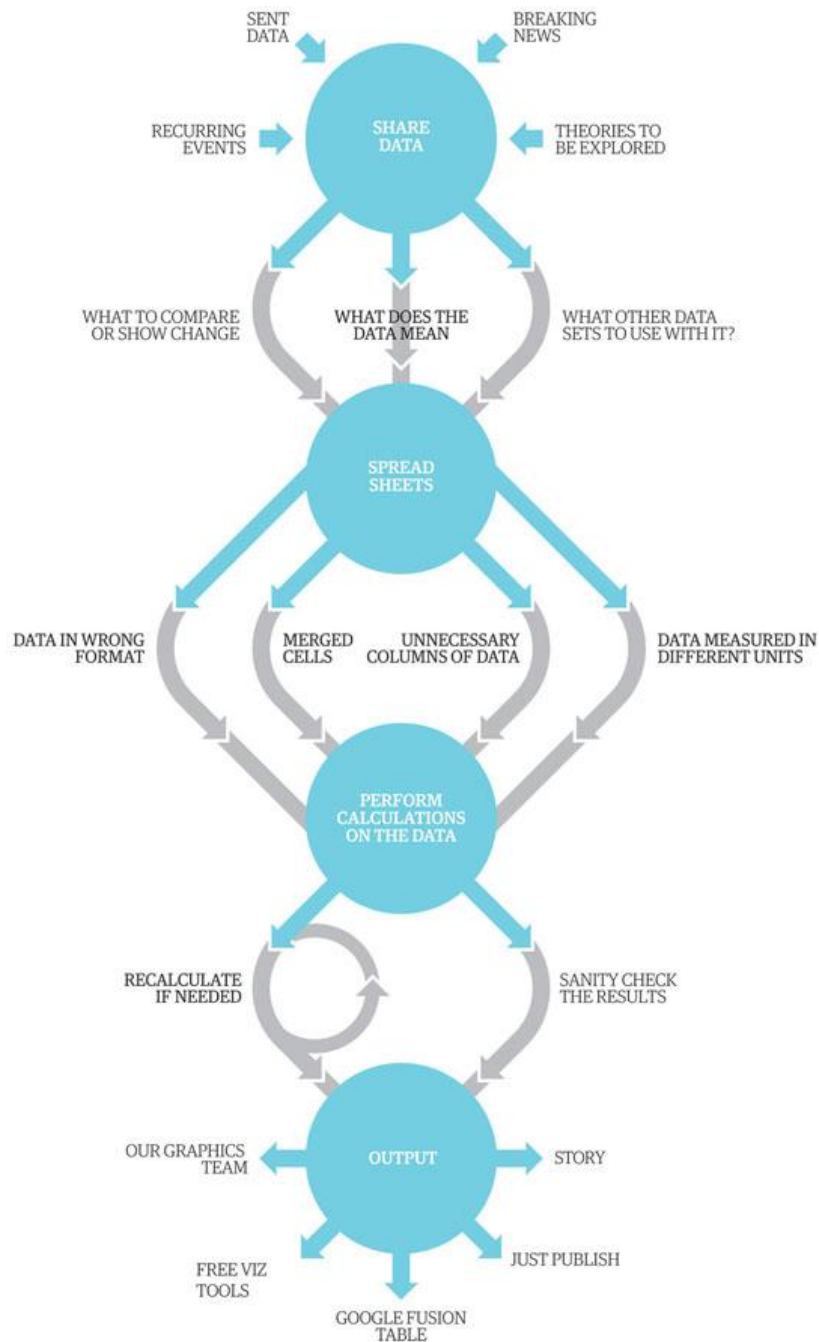 SENT
DATA
BREAKING
NEWS
RECURRING
EVENTS
SHARE
DATA
THEORIES TO
BE EXPLORED
WHAT TO COMPARE
OR SHOW CHANGE
WHAT DOES THE
DATA MEAN
WHAT OTHER DATA
SETS TO USE WITH IT?
SPREAD
SHEETS
DATA IN WRONG
FORMAT
MERGED
CELLS
UNNECESSARY
COLUMNS OF DATA
DATA MEASURED IN
DIFFERENT UNITS
PERFORM
CALCULATIONS
ON THE DATA
RECALCULATE
IF NEEDED
SANITY CHECK
THE RESULTS
OUR GRAPHICS
TEAM
OUTPUT
STORY
FREE VIZ
TOOLS
JUST PUBLISH
GOOGLE FUSION
TABLE